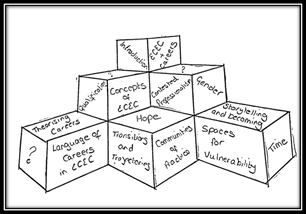 Introduction
ECEC
+
Careers
?
Qualifications
Concepts
of
ECEC
Contested
Professionalism
?
Gender
Theorising
Careers
Hope
Storytelling
and Becoming
?
Language of
Careers
in ECEC
Transitions
and
Trajectories
Communities
of
Practice
Spaces
for
Vulnerability
Time